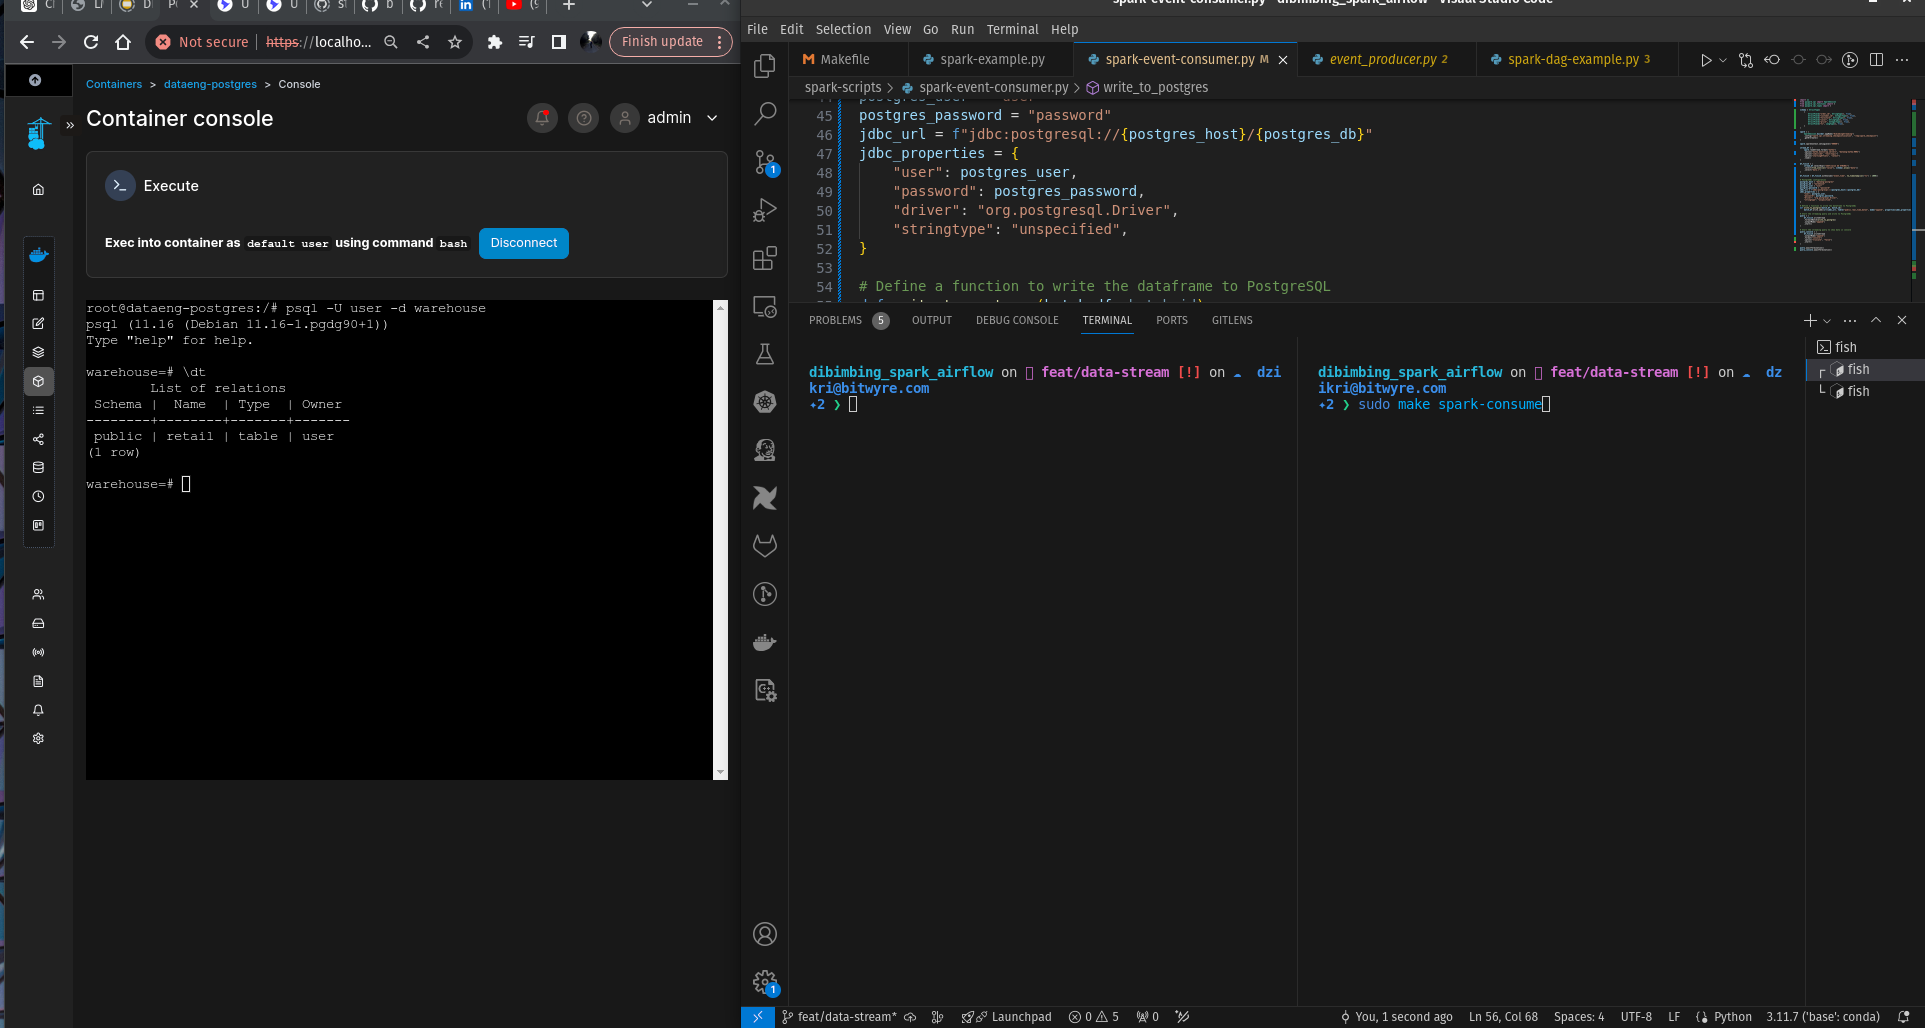 Not secure
https://localho...
Finish update
Containers > dataeng-postgres > Console
Container console
admin
Execute
Exec into container as default user using command bash
Disconnect
root@dataeng-postgres:/# psql -U user -d warehouse
psql (11.16 (Debian 11.16-1.pgdg90+1))
Type "help" for help.
warehouse=# \dt
List of relations
Schema | Name | Type | Owner
--------+--------+-------+-------
public | retail | table | user
(1 row)
warehouse=#
spark-event-consumer.py - dibimbing_spark_airflow - Visual Studio Code
File Edit Selection View Go Run Terminal Help
Makefile
spark-example.py
spark-event-consumer.py M
event_producer.py 2
spark-dag-example.py 3
spark-scripts > spark-event-consumer.py > write_to_postgres
45 postgres_password = "password"
46 jdbc_url = f"jdbc:postgresql://{postgres_host}/{postgres_db}"
47 jdbc_properties = {
48 "user": postgres_user,
49 "password": postgres_password,
50 "driver": "org.postgresql.Driver",
51 "stringtype": "unspecified",
52 }
53
54 # Define a function to write the dataframe to PostgreSQL
PROBLEMS 5 OUTPUT DEBUG CONSOLE TERMINAL PORTS GITLENS
dibimbing_spark_airflow on feat/data-stream [!] on dzi
kri@bitwyre.com
✦2 ❯
dibimbing_spark_airflow on feat/data-stream [!] on dz
ikri@bitwyre.com
✦2 ❯ sudo make spark-consume
fish
fish
fish
1
1
feat/data-stream*
Launchpad
0 5
0
You, 1 second ago
Ln 56, Col 68
Spaces: 4
UTF-8
LF
Python
3.11.7 ('base': conda)